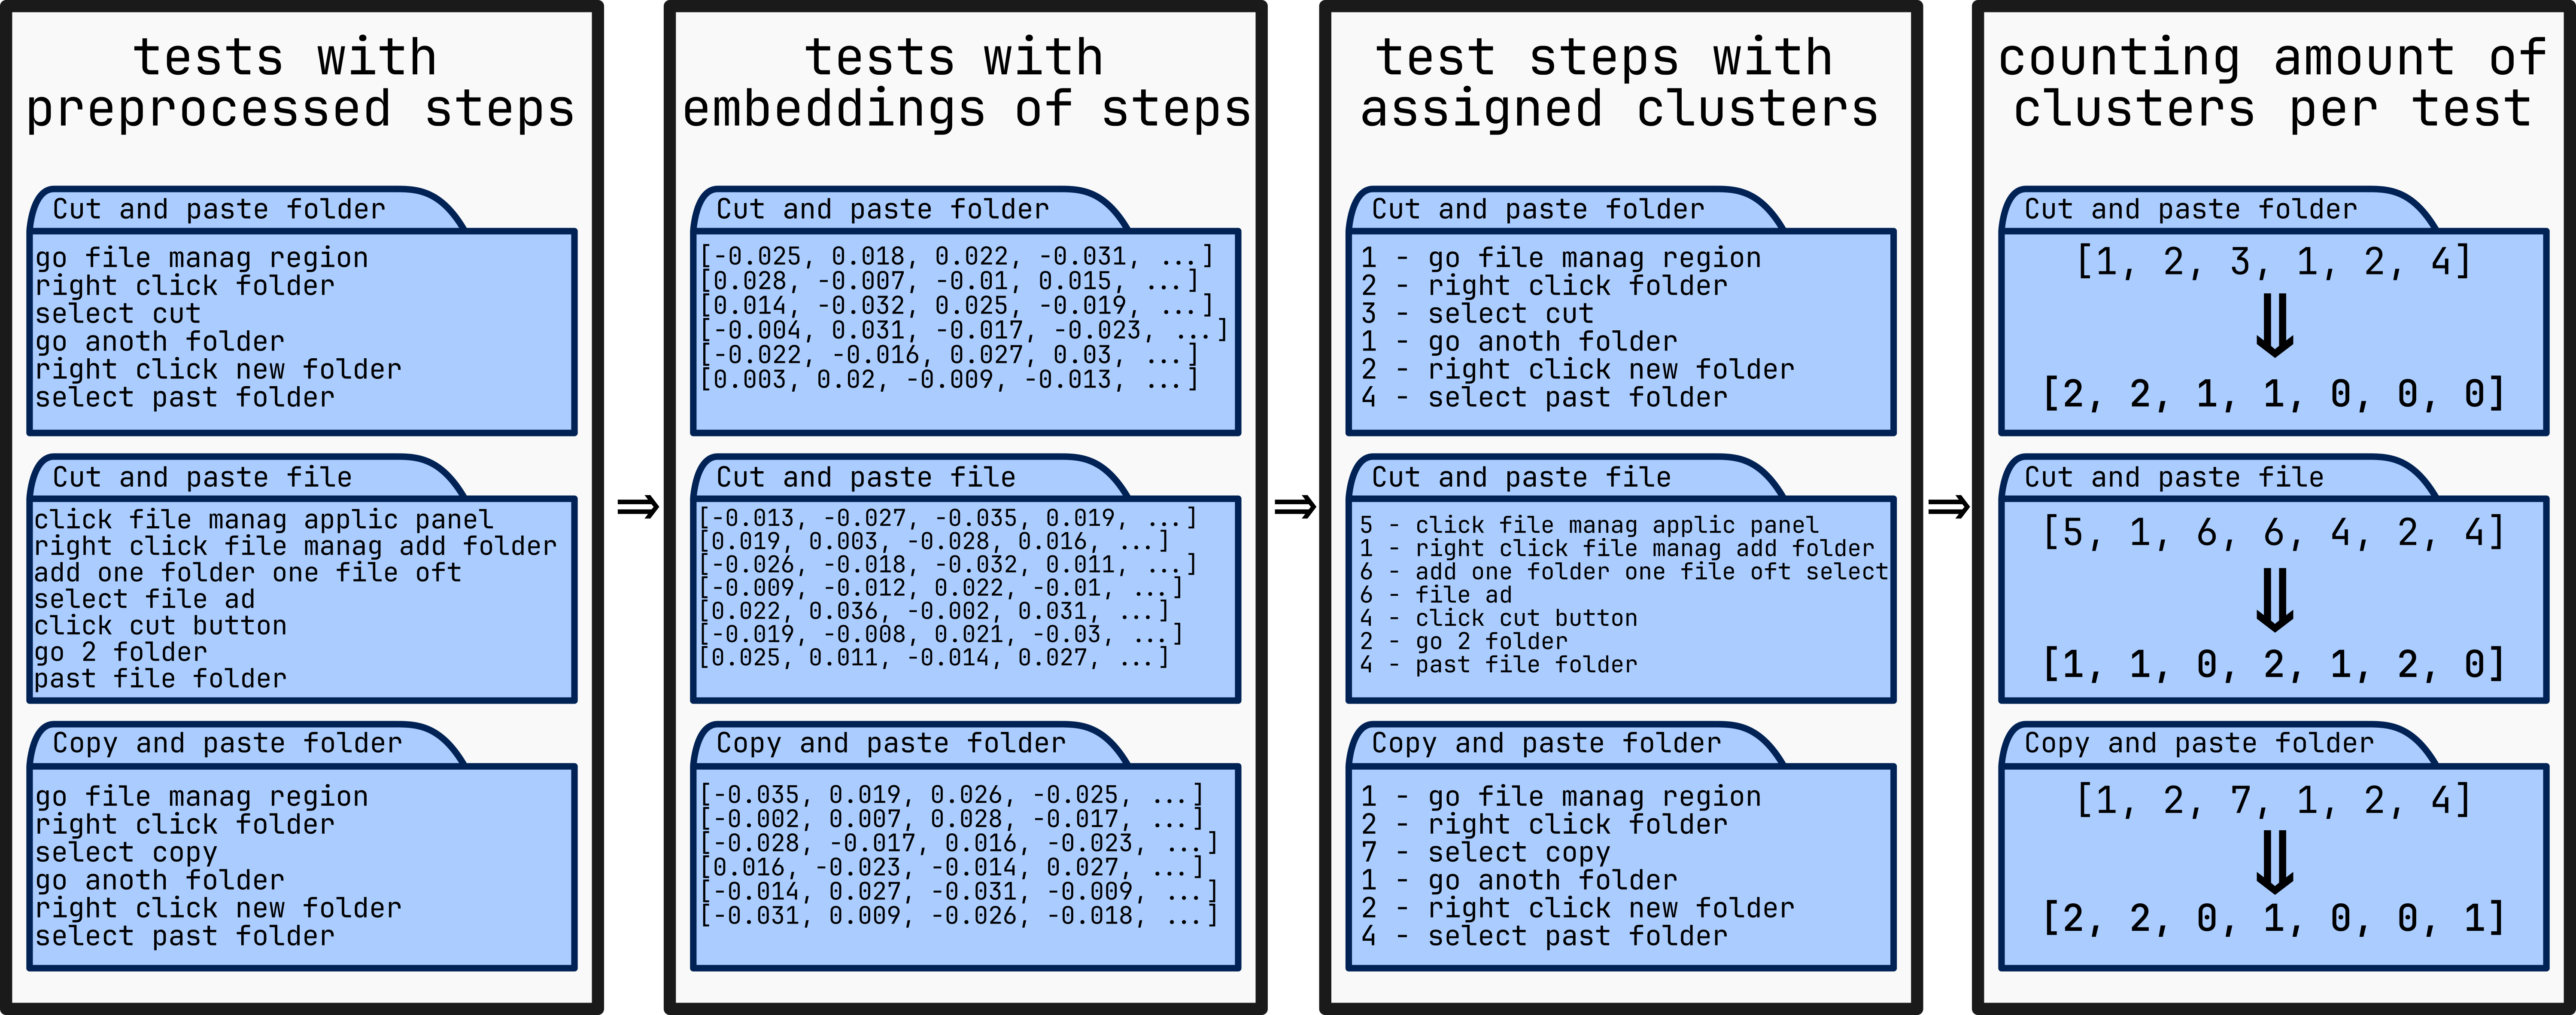 tests with
preprocessed steps
Cut and paste folder
go file manag region
right click folder
select cut
go anoth folder
right click new folder
select past folder
Cut and paste file
click file manag applic panel
right click file manag add folder
add one folder one file oft
select file ad
click cut button
go 2 folder
past file folder
Copy and paste folder
go file manag region
right click folder
select copy
go anoth folder
right click new folder
select past folder
⇒
tests with
embeddings of steps
Cut and paste folder
[-0.025, 0.018, 0.022, -0.031, ...]
[0.028, -0.007, -0.01, 0.015, ...]
[0.014, -0.032, 0.025, -0.019, ...]
[-0.004, 0.031, -0.017, -0.023, ...]
[-0.022, -0.016, 0.027, 0.03, ...]
[0.003, 0.02, -0.009, -0.013, ...]
Cut and paste file
[-0.013, -0.027, -0.035, 0.019, ...]
[0.019, 0.003, -0.028, 0.016, ...]
[-0.026, -0.018, -0.032, 0.011, ...]
[-0.009, -0.012, 0.022, -0.01, ...]
[0.022, 0.036, -0.002, 0.031, ...]
[-0.019, -0.008, 0.021, -0.03, ...]
[0.025, 0.011, -0.014, 0.027, ...]
Copy and paste folder
[-0.035, 0.019, 0.026, -0.025, ...]
[-0.002, 0.007, 0.028, -0.017, ...]
[-0.028, -0.017, 0.016, -0.023, ...]
[0.016, -0.023, -0.014, 0.027, ...]
[-0.014, 0.027, -0.031, -0.009, ...]
[-0.031, 0.009, -0.026, -0.018, ...]
⇒
test steps with
assigned clusters
Cut and paste folder
1 - go file manag region
2 - right click folder
3 - select cut
1 - go anoth folder
2 - right click new folder
4 - select past folder
Cut and paste file
5 - click file manag applic panel
1 - right click file manag add folder
6 - add one folder one file oft select
6 - file ad
4 - click cut button
2 - go 2 folder
4 - past file folder
Copy and paste folder
1 - go file manag region
2 - right click folder
7 - select copy
1 - go anoth folder
2 - right click new folder
4 - select past folder
⇒
counting amount of
clusters per test
Cut and paste folder
[1, 2, 3, 1, 2, 4]
⇓
[2, 2, 1, 1, 0, 0, 0]
Cut and paste file
[5, 1, 6, 6, 4, 2, 4]
⇓
[1, 1, 0, 2, 1, 2, 0]
Copy and paste folder
[1, 2, 7, 1, 2, 4]
⇓
[2, 2, 0, 1, 0, 0, 1]